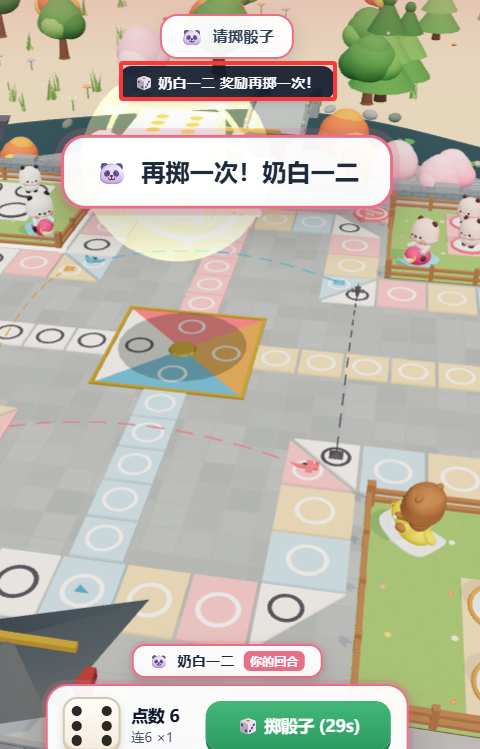 请掷骰子
奶白一二 奖励再掷一次！
再掷一次！奶白一二
奶白一二 你的回合
点数 6
连6 ×1
掷骰子 (29s)